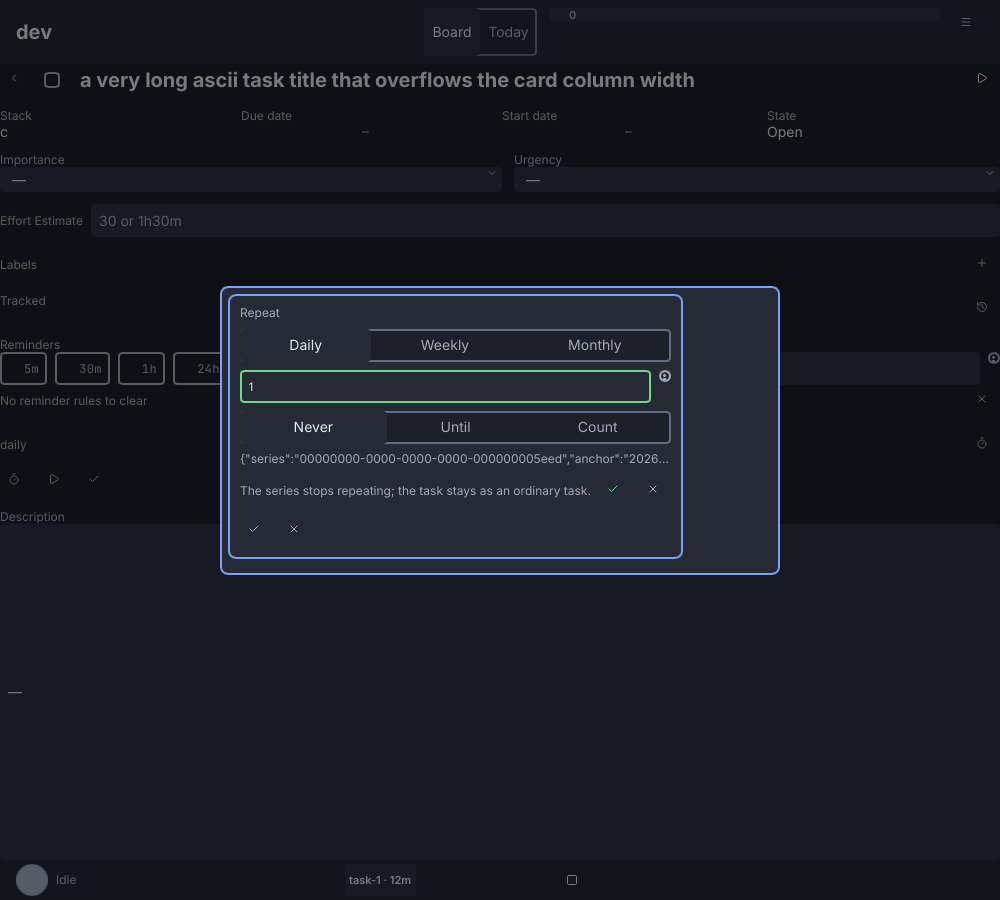 dev
Board
Today
0
a very long ascii task title that overflows the card column width
Stack
Due date
Start date
State
c
–
–
Open
Importance
Urgency
—
—
Effort Estimate
30 or 1h30m
Labels
Tracked
Reminders
5m
30m
1h
24h
No reminder rules to clear
daily
Description
—
Repeat
Daily
Weekly
Monthly
1
Never
Until
Count
{"series":"00000000-0000-0000-0000-000000005eed","anchor":"2026...
The series stops repeating; the task stays as an ordinary task.
Idle
task-1 · 12m